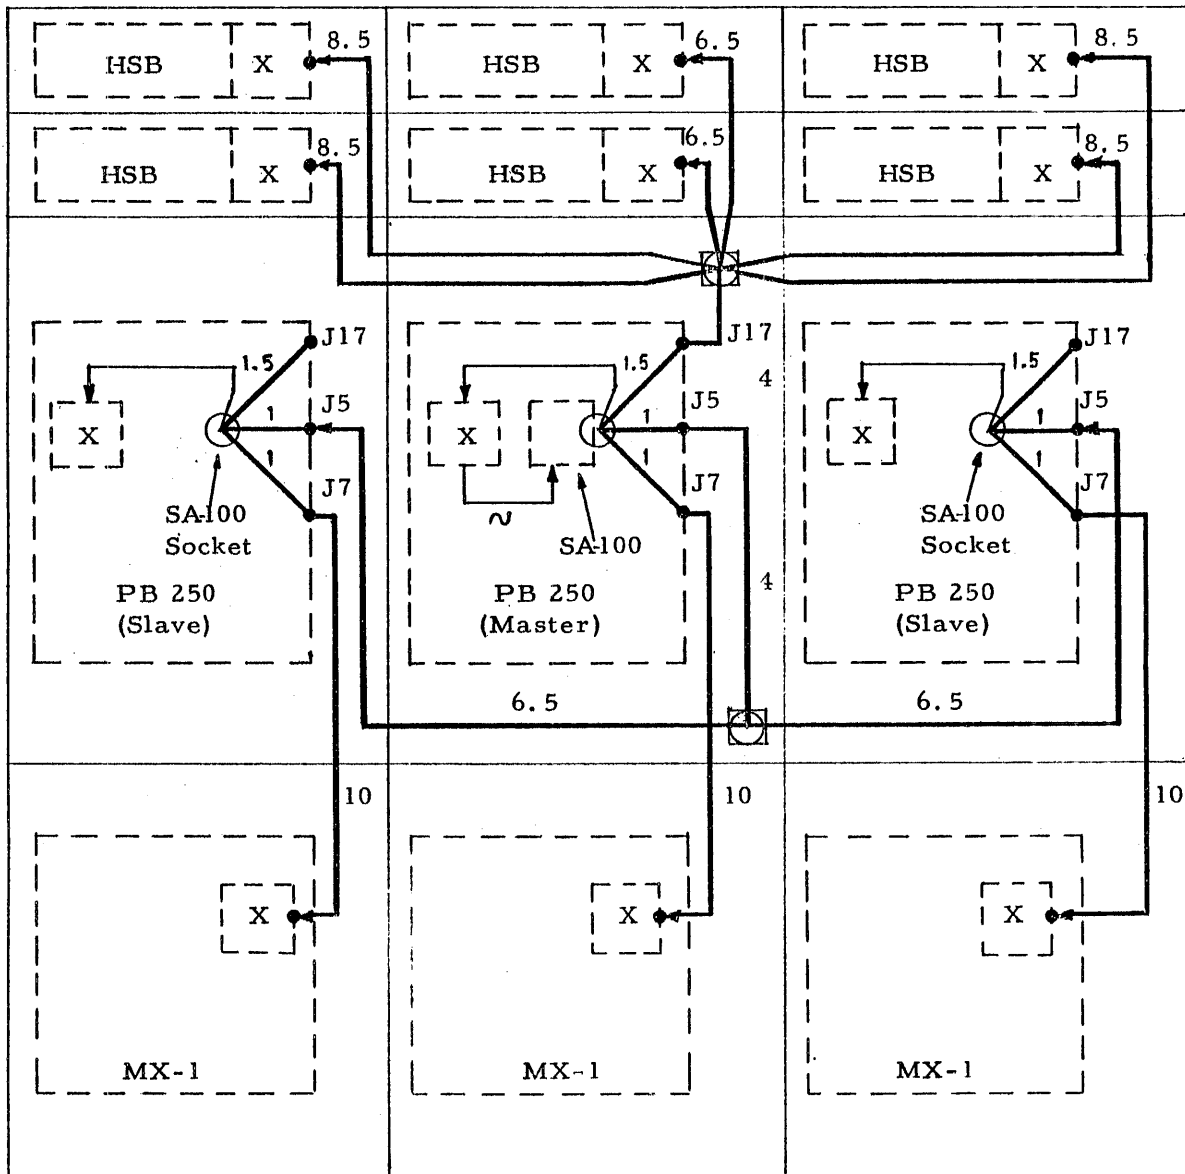 8.5 6.5 8.5
HSB X HSB X HSB X
8.5 6.5 8.5
HSB X HSB X HSB X
J17 J17 J17
1.5 1.5 4 1.5
J5 J5 J5
X 1 X 1 X 1
1 1 1
J7 J7 J7
SA-100 Socket
~
SA-100
SA-100 Socket
4
PB 250 (Slave)
PB 250 (Master)
PB 250 (Slave)
6.5 6.5
10 10 10
X X X
MX-1 MX-1 MX-1